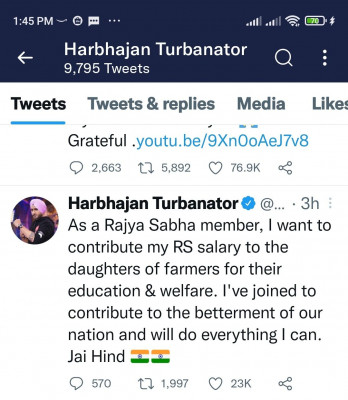 1:45 PM
70
Harbhajan Turbanator
9,795 Tweets
Tweets
Tweets & replies
Media
Likes
Grateful .youtu.be/9Xn0oAeJ7v8
2,663
5,892
76.9K
Harbhajan Turbanator @... · 3h
As a Rajya Sabha member, I want to
contribute my RS salary to the
daughters of farmers for their
education & welfare. I've joined to
contribute to the betterment of our
nation and will do everything I can.
Jai Hind 🇮🇳🇮🇳
570
1,997
23K